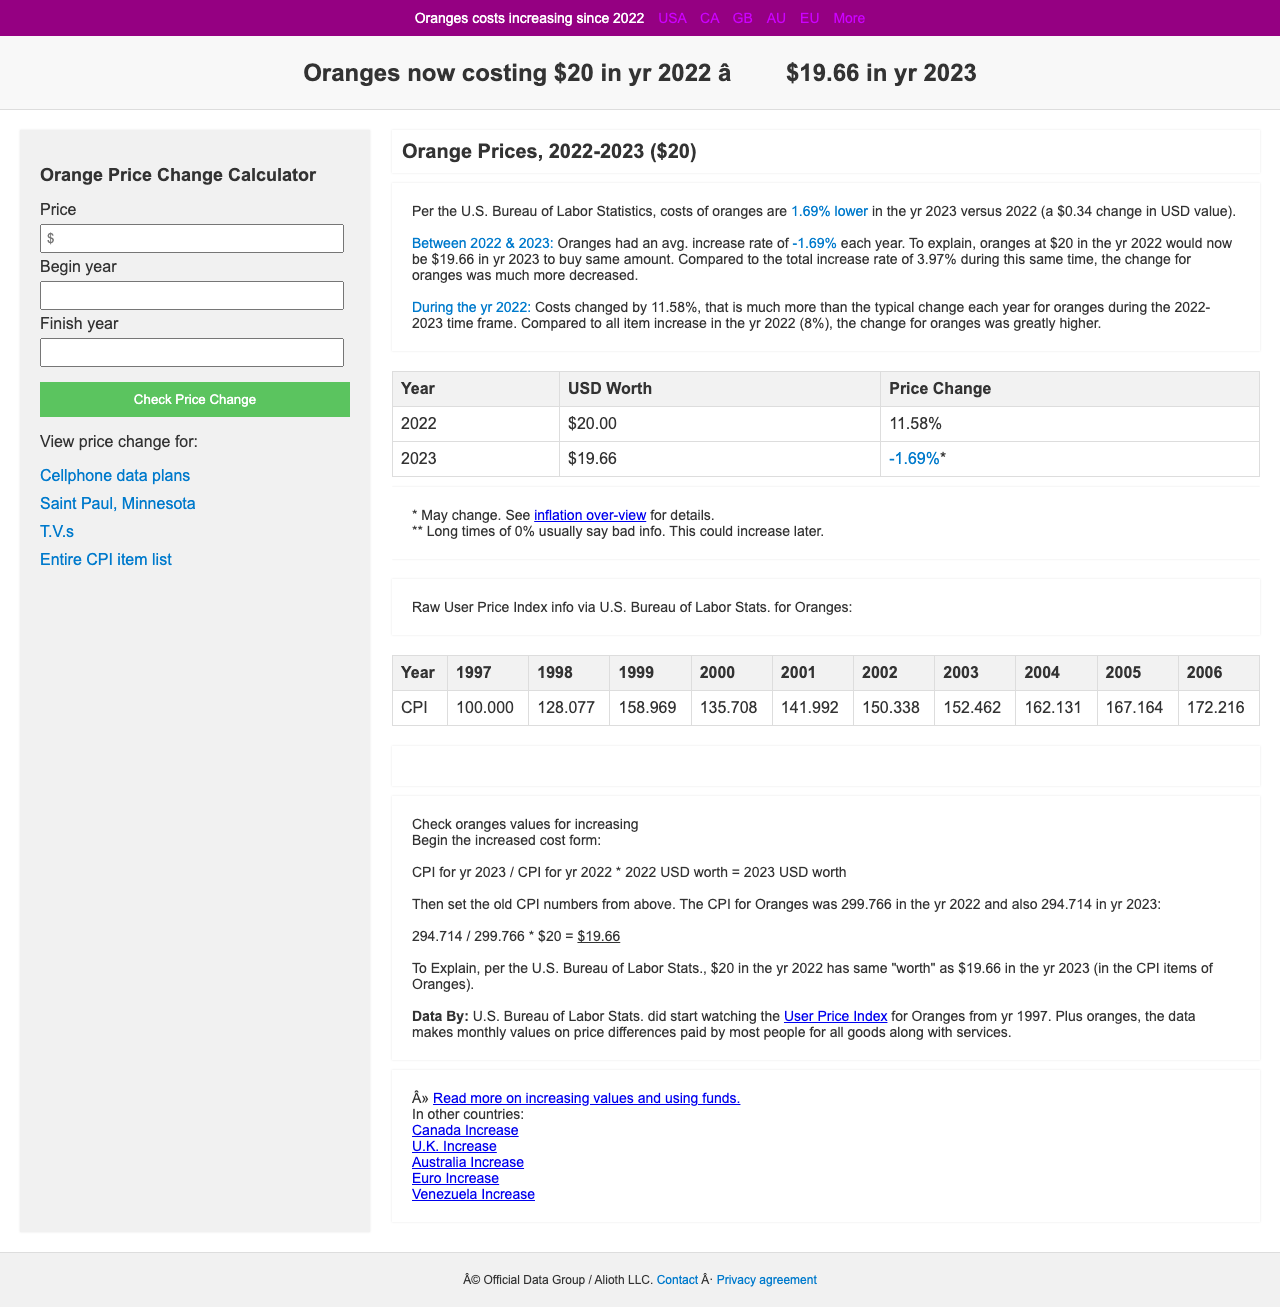 Oranges costs increasing since 2022 USA CA GB AU EU More
Oranges now costing $20 in yr 2022 â $19.66 in yr 2023
Orange Price Change Calculator
Price
$
Begin year
Finish year
Check Price Change
View price change for:
Cellphone data plans
Saint Paul, Minnesota
T.V.s
Entire CPI item list
Orange Prices, 2022-2023 ($20)
Per the U.S. Bureau of Labor Statistics, costs of oranges are 1.69% lower in the yr 2023 versus 2022 (a $0.34 change in USD value).
Between 2022 & 2023: Oranges had an avg. increase rate of -1.69% each year. To explain, oranges at $20 in the yr 2022 would now
be $19.66 in yr 2023 to buy same amount. Compared to the total increase rate of 3.97% during this same time, the change for
oranges was much more decreased.
During the yr 2022: Costs changed by 11.58%, that is much more than the typical change each year for oranges during the 2022-
2023 time frame. Compared to all item increase in the yr 2022 (8%), the change for oranges was greatly higher.
Year USD Worth Price Change
2022 $20.00 11.58%
2023 $19.66 -1.69%*
* May change. See inflation over-view for details.
** Long times of 0% usually say bad info. This could increase later.
Raw User Price Index info via U.S. Bureau of Labor Stats. for Oranges:
Year 1997 1998 1999 2000 2001 2002 2003 2004 2005 2006
CPI 100.000 128.077 158.969 135.708 141.992 150.338 152.462 162.131 167.164 172.216
Check oranges values for increasing
Begin the increased cost form:
CPI for yr 2023 / CPI for yr 2022 * 2022 USD worth = 2023 USD worth
Then set the old CPI numbers from above. The CPI for Oranges was 299.766 in the yr 2022 and also 294.714 in yr 2023:
294.714 / 299.766 * $20 = $19.66
To Explain, per the U.S. Bureau of Labor Stats., $20 in the yr 2022 has same "worth" as $19.66 in the yr 2023 (in the CPI items of
Oranges).
Data By: U.S. Bureau of Labor Stats. did start watching the User Price Index for Oranges from yr 1997. Plus oranges, the data
makes monthly values on price differences paid by most people for all goods along with services.
Â» Read more on increasing values and using funds.
In other countries:
Canada Increase
U.K. Increase
Australia Increase
Euro Increase
Venezuela Increase
Â© Official Data Group / Alioth LLC. Contact Â· Privacy agreement